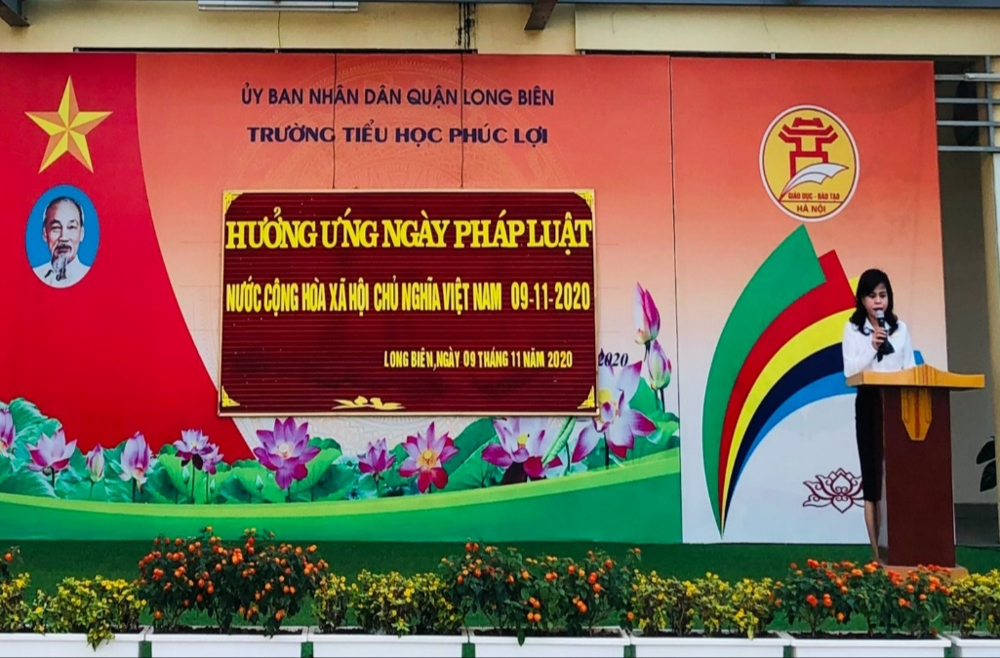 ỦY BAN NHÂN DÂN QUẬN LONG BIÊN
TRƯỜNG TIỂU HỌC PHÚC LỢI
HƯỞNG ỨNG NGÀY PHÁP LUẬT
NƯỚC CỘNG HÒA XÃ HỘI CHỦ NGHĨA VIỆT NAM 09-11-2020
LONG BIÊN, NGÀY 09 THÁNG 11 NĂM 2020
2020
GIÁO DỤC - ĐÀO TẠO
HÀ NỘI